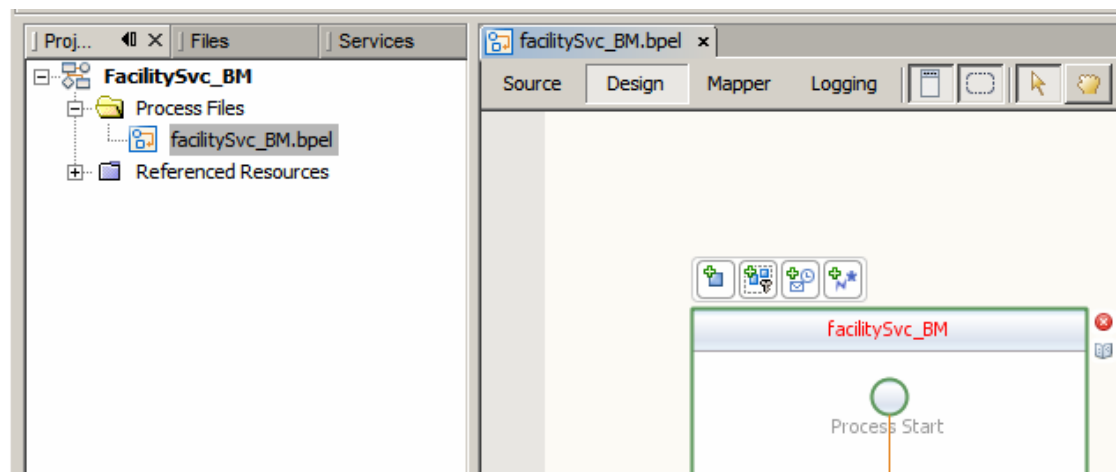 Proj...
Files
Services
FacilitySvc_BM
Process Files
facilitySvc_BM.bpel
Referenced Resources
facilitySvc_BM.bpel
Source Design Mapper Logging
facilitySvc_BM
Process Start